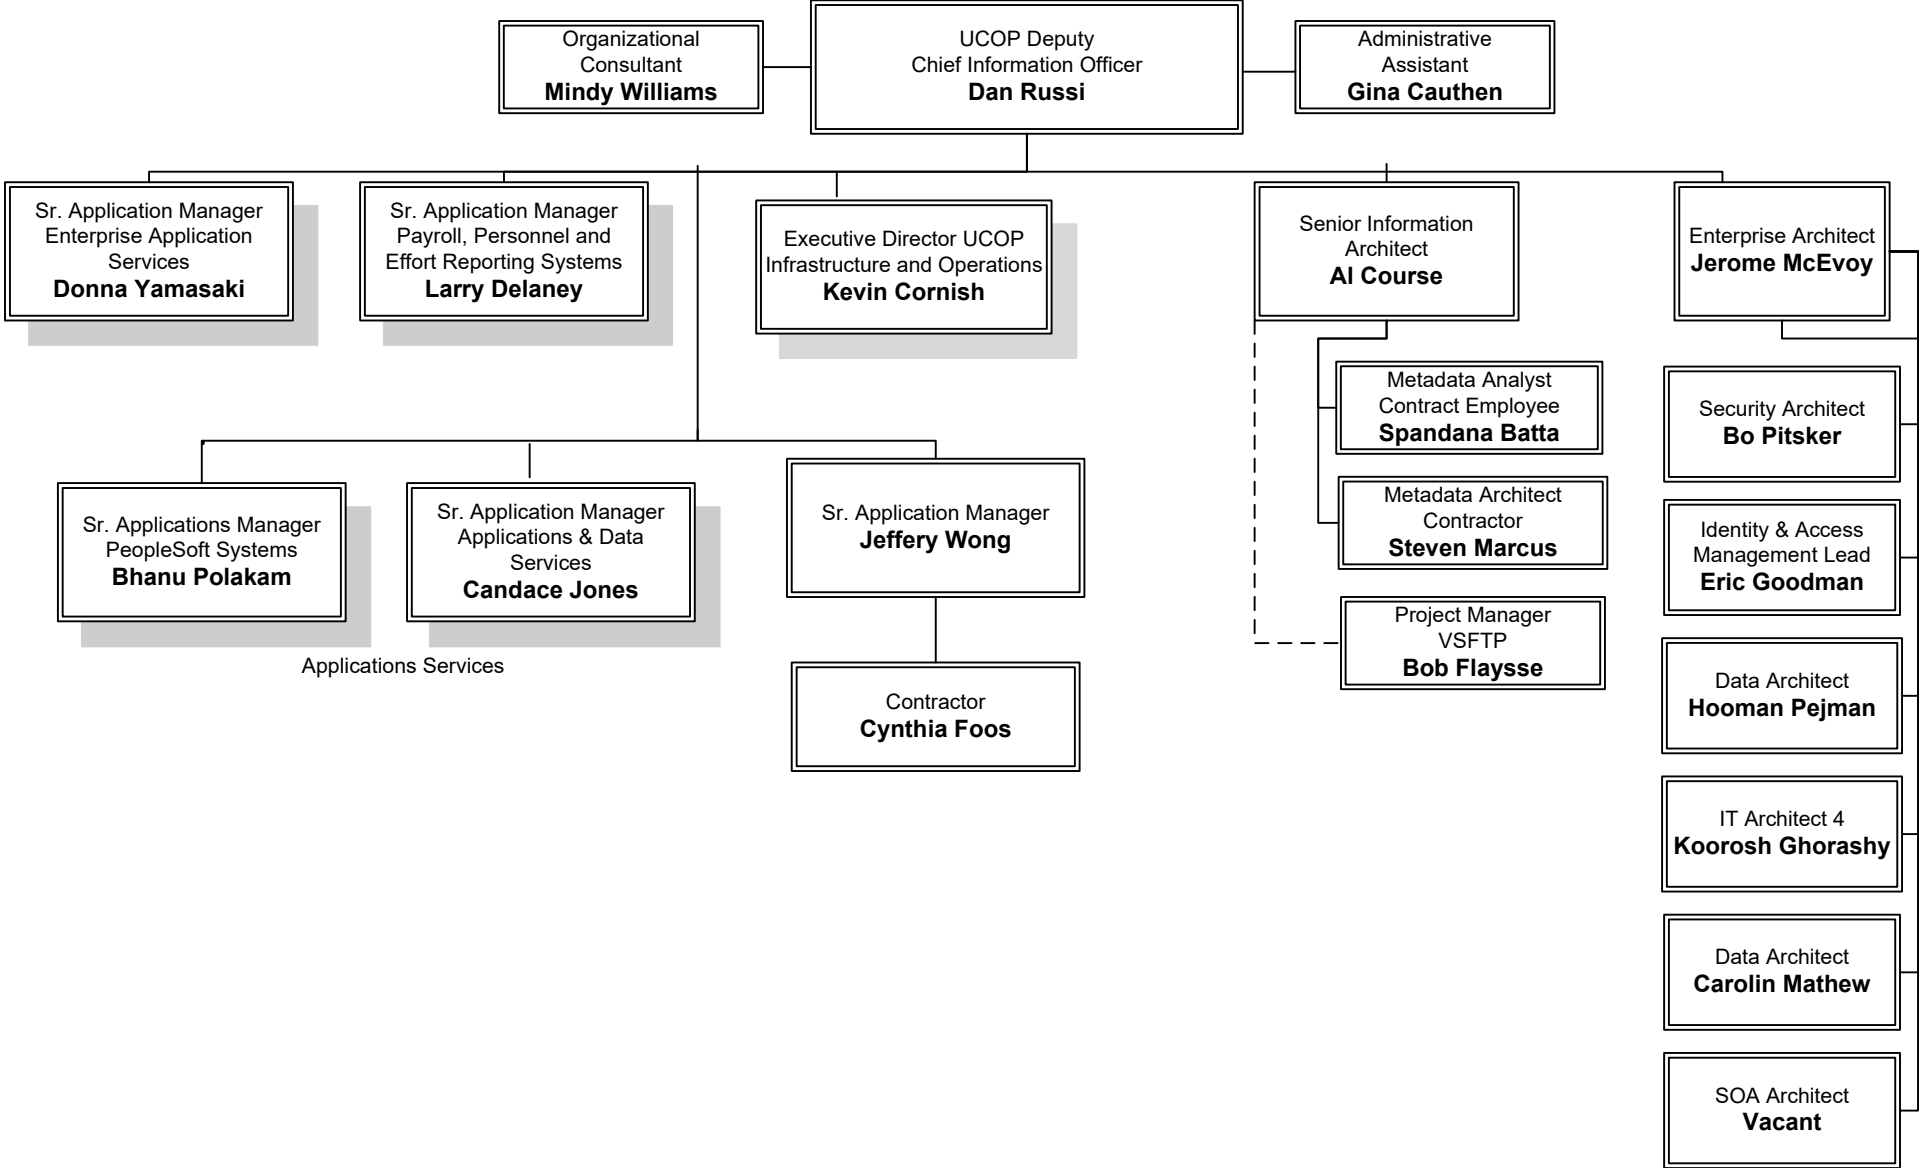 Organizational
Consultant
Mindy Williams
UCOP Deputy
Chief Information Officer
Dan Russi
Administrative
Assistant
Gina Cauthen
Sr. Application Manager
Enterprise Application
Services
Donna Yamasaki
Sr. Application Manager
Payroll, Personnel and
Effort Reporting Systems
Larry Delaney
Executive Director UCOP
Infrastructure and Operations
Kevin Cornish
Senior Information
Architect
Al Course
Enterprise Architect
Jerome McEvoy
Sr. Applications Manager
PeopleSoft Systems
Bhanu Polakam
Sr. Application Manager
Applications & Data
Services
Candace Jones
Sr. Application Manager
Jeffery Wong
Applications Services
Contractor
Cynthia Foos
Metadata Analyst
Contract Employee
Spandana Batta
Metadata Architect
Contractor
Steven Marcus
Project Manager
VSFTP
Bob Flaysse
Security Architect
Bo Pitsker
Identity & Access
Management Lead
Eric Goodman
Data Architect
Hooman Pejman
IT Architect 4
Koorosh Ghorashy
Data Architect
Carolin Mathew
SOA Architect
Vacant